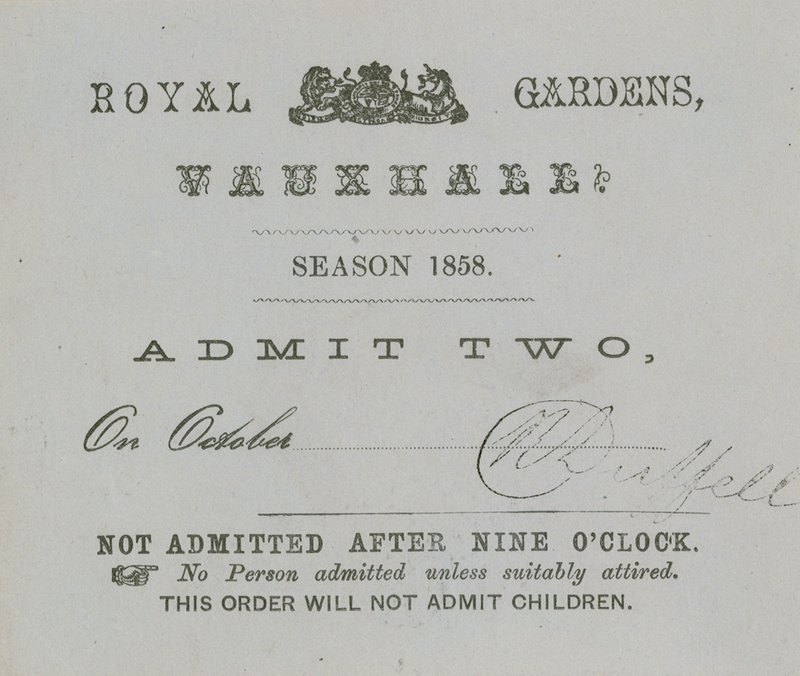 ROYAL GARDENS,
VAUXHALL.
SEASON 1858.
ADMIT TWO,
On October
NOT ADMITTED AFTER NINE O'CLOCK.
No Person admitted unless suitably attired.
THIS ORDER WILL NOT ADMIT CHILDREN.